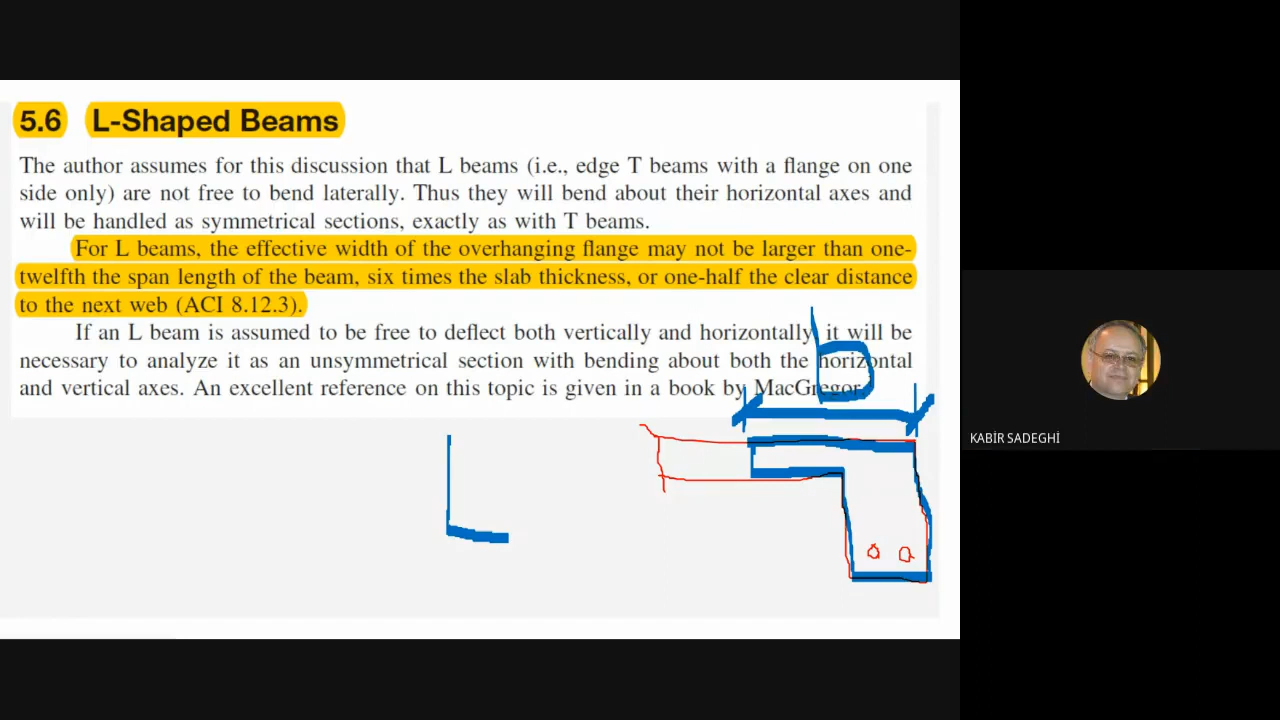 5.6 L-Shaped Beams
The author assumes for this discussion that L beams (i.e., edge T beams with a flange on one
side only) are not free to bend laterally. Thus they will bend about their horizontal axes and
will be handled as symmetrical sections, exactly as with T beams.
For L beams, the effective width of the overhanging flange may not be larger than one-
twelfth the span length of the beam, six times the slab thickness, or one-half the clear distance
to the next web (ACI 8.12.3).
If an L beam is assumed to be free to deflect both vertically and horizontally, it will be
necessary to analyze it as an unsymmetrical section with bending about both the horizontal
and vertical axes. An excellent reference on this topic is given in a book by MacGregor.
b
L
KABİR SADEGHİ